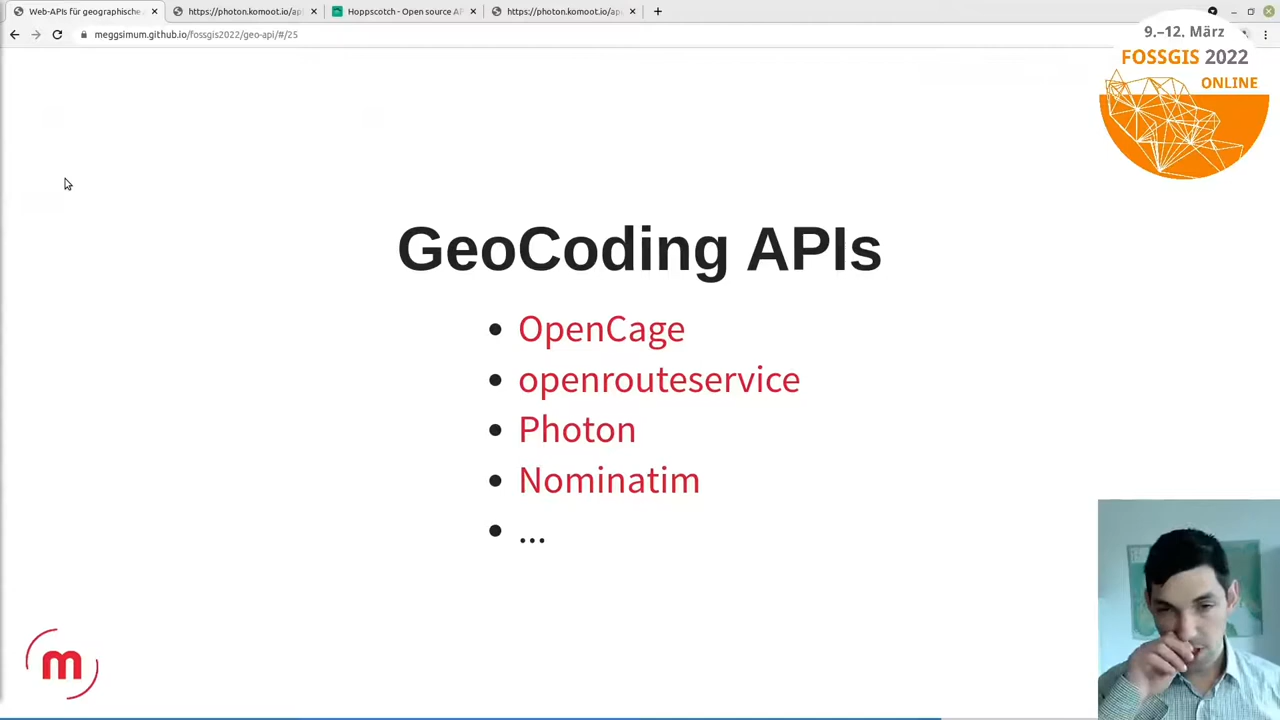 Web-APIs für geographische
https://photon.komoot.io/ap
Hoppscotch - Open source AP
https://photon.komoot.io/ap
meggsimum.github.io/fossgis2022/geo-api/#/25
9.–12. März
FOSSGIS 2022
ONLINE
GeoCoding APIs
• OpenCage
• openrouteservice
• Photon
• Nominatim
• ...
m